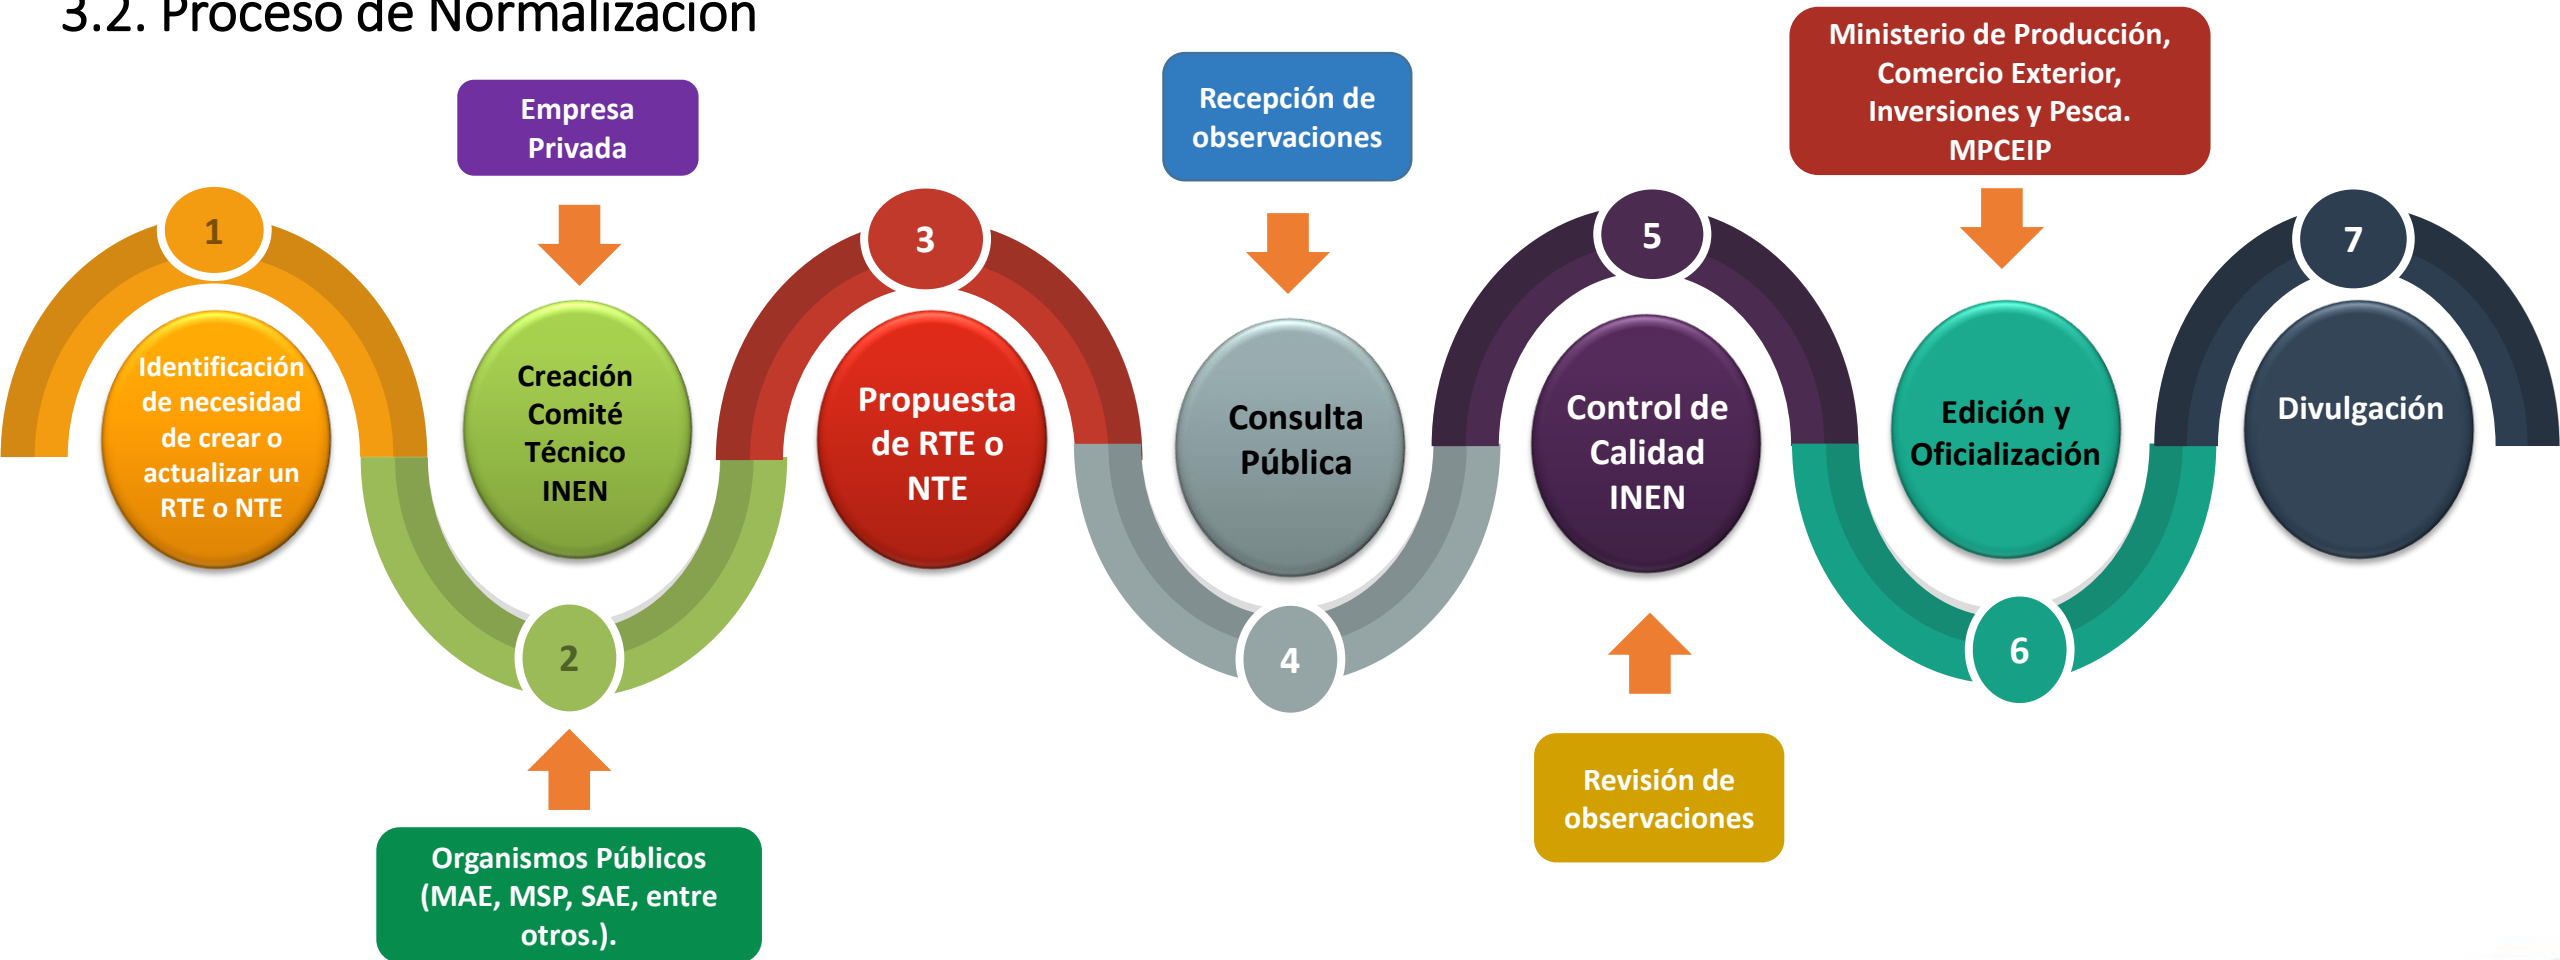 3.2. Proceso de Normalización
Empresa
Privada
Recepción de
observaciones
Ministerio de Producción,
Comercio Exterior,
Inversiones y Pesca.
MPCEIP
1
Identificación
de necesidad
de crear o
actualizar un
RTE o NTE
Creación
Comité
Técnico
INEN
2
Organismos Públicos
(MAE, MSP, SAE, entre
otros.).
3
Propuesta
de RTE o
NTE
Consulta
Pública
4
5
Control de
Calidad
INEN
Revisión de
observaciones
Edición y
Oficialización
6
7
Divulgación